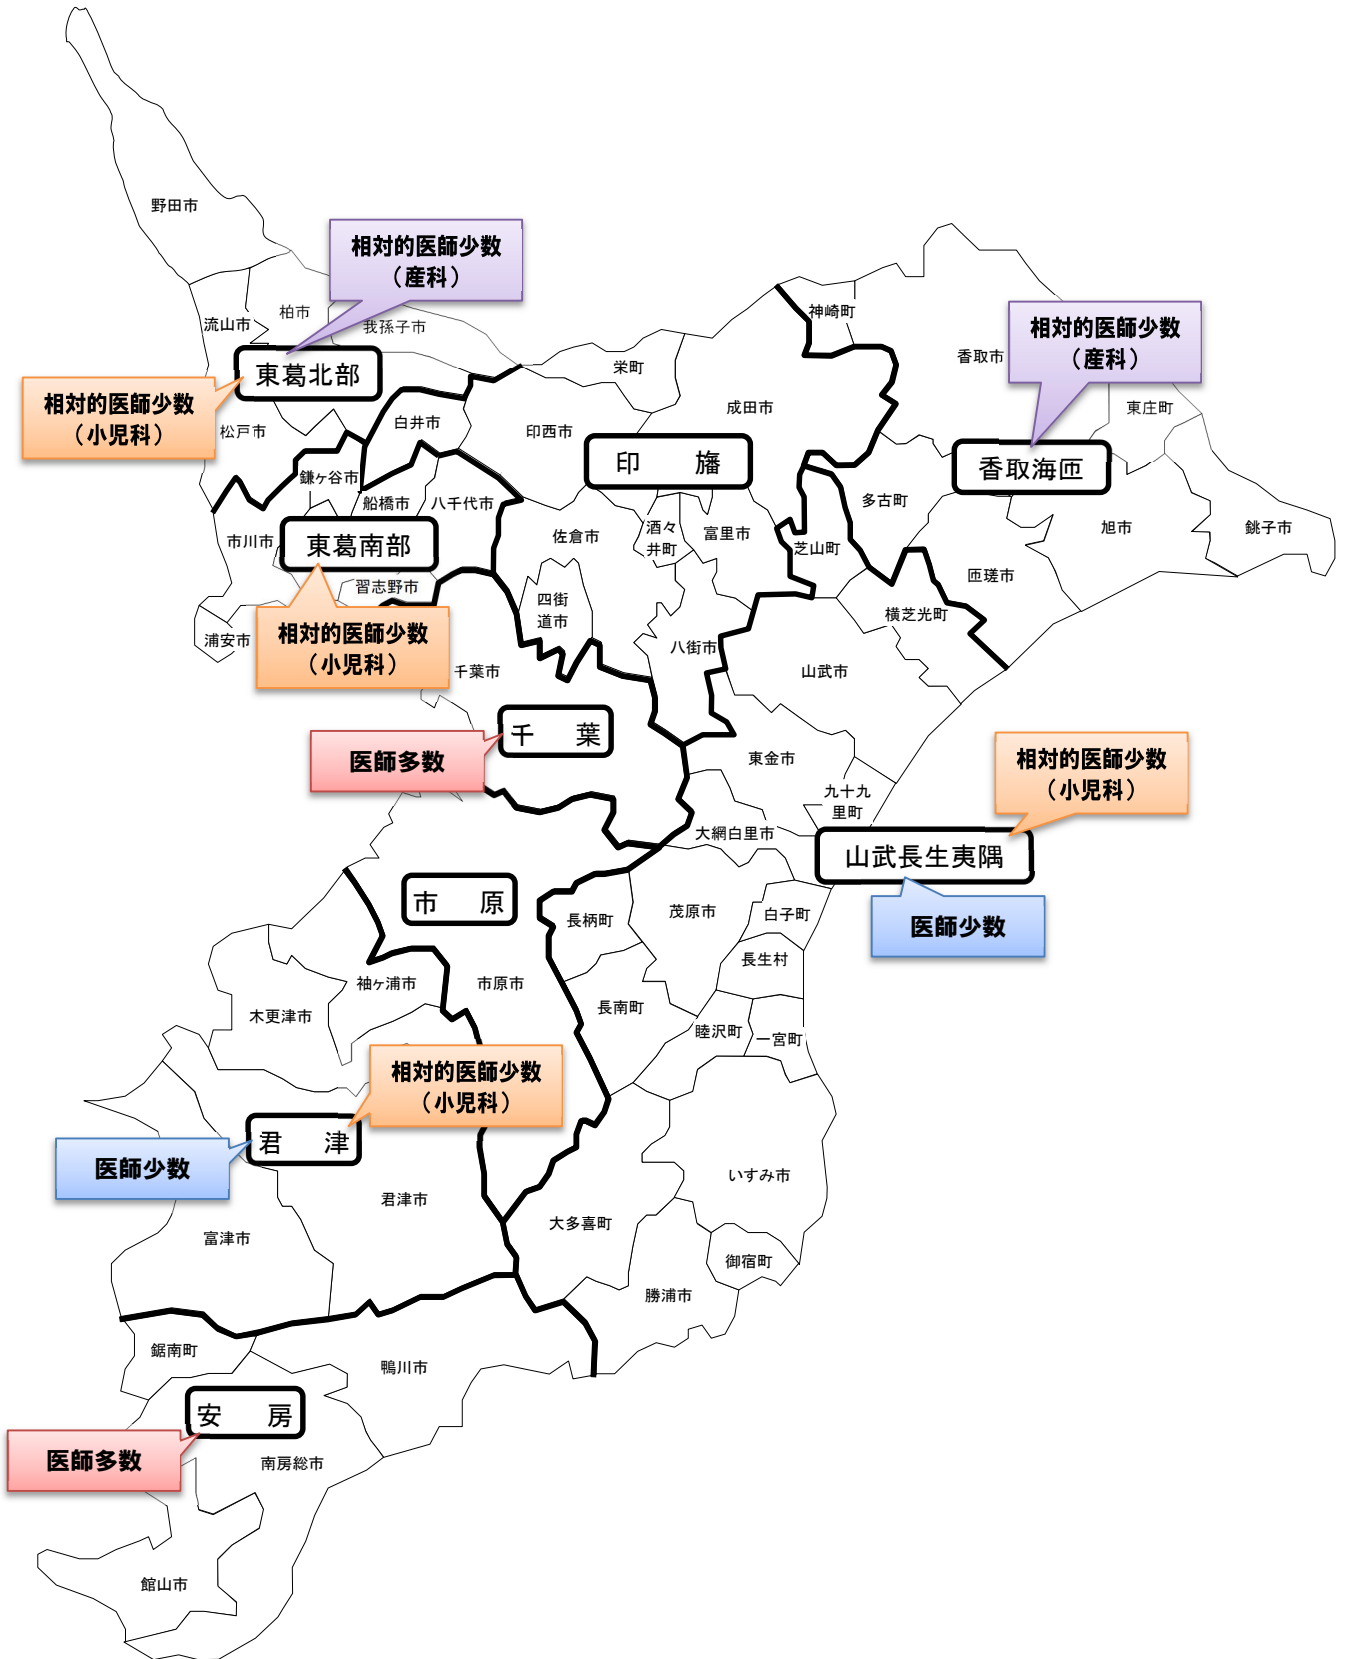 野田市
相対的医師少数
（産科）
柏市
流山市
我孫子市
神崎町
相対的医師少数
（産科）
香取市
東葛北部
栄町
相対的医師少数
（小児科）
成田市
東庄町
松戸市
白井市
印西市
印　旛
香取海匝
鎌ヶ谷市
船橋市
八千代市
多古町
佐倉市
酒々
井町
富里市
芝山町
旭市
銚子市
市川市
東葛南部
習志野市
匝瑳市
四街
道市
横芝光町
浦安市
相対的医師少数
（小児科）
八街市
千葉市
山武市
千　葉
医師多数
東金市
相対的医師少数
（小児科）
九十九
里町
大網白里市
山武長生夷隅
市　原
長柄町
茂原市
白子町
医師少数
長生村
袖ヶ浦市
市原市
長南町
木更津市
睦沢町
一宮町
相対的医師少数
（小児科）
君　津
医師少数
いすみ市
君津市
大多喜町
富津市
御宿町
勝浦市
鋸南町
鴨川市
安　房
医師多数
南房総市
館山市